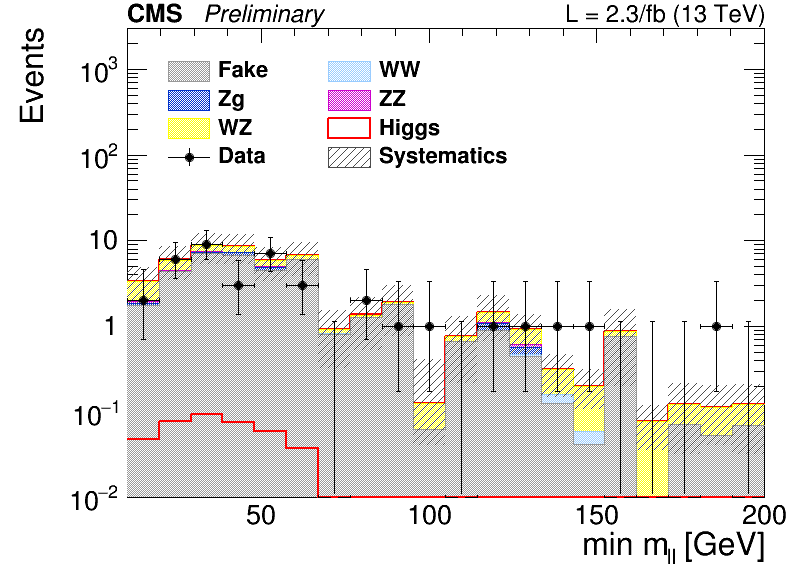 CMS Preliminary L = 2.3/fb (13 TeV)
Events
10³
10²
10
1
10⁻¹
10⁻²
Fake WW
Zg ZZ
WZ Higgs
Data Systematics
50 100 150 200
min m_ll [GeV]